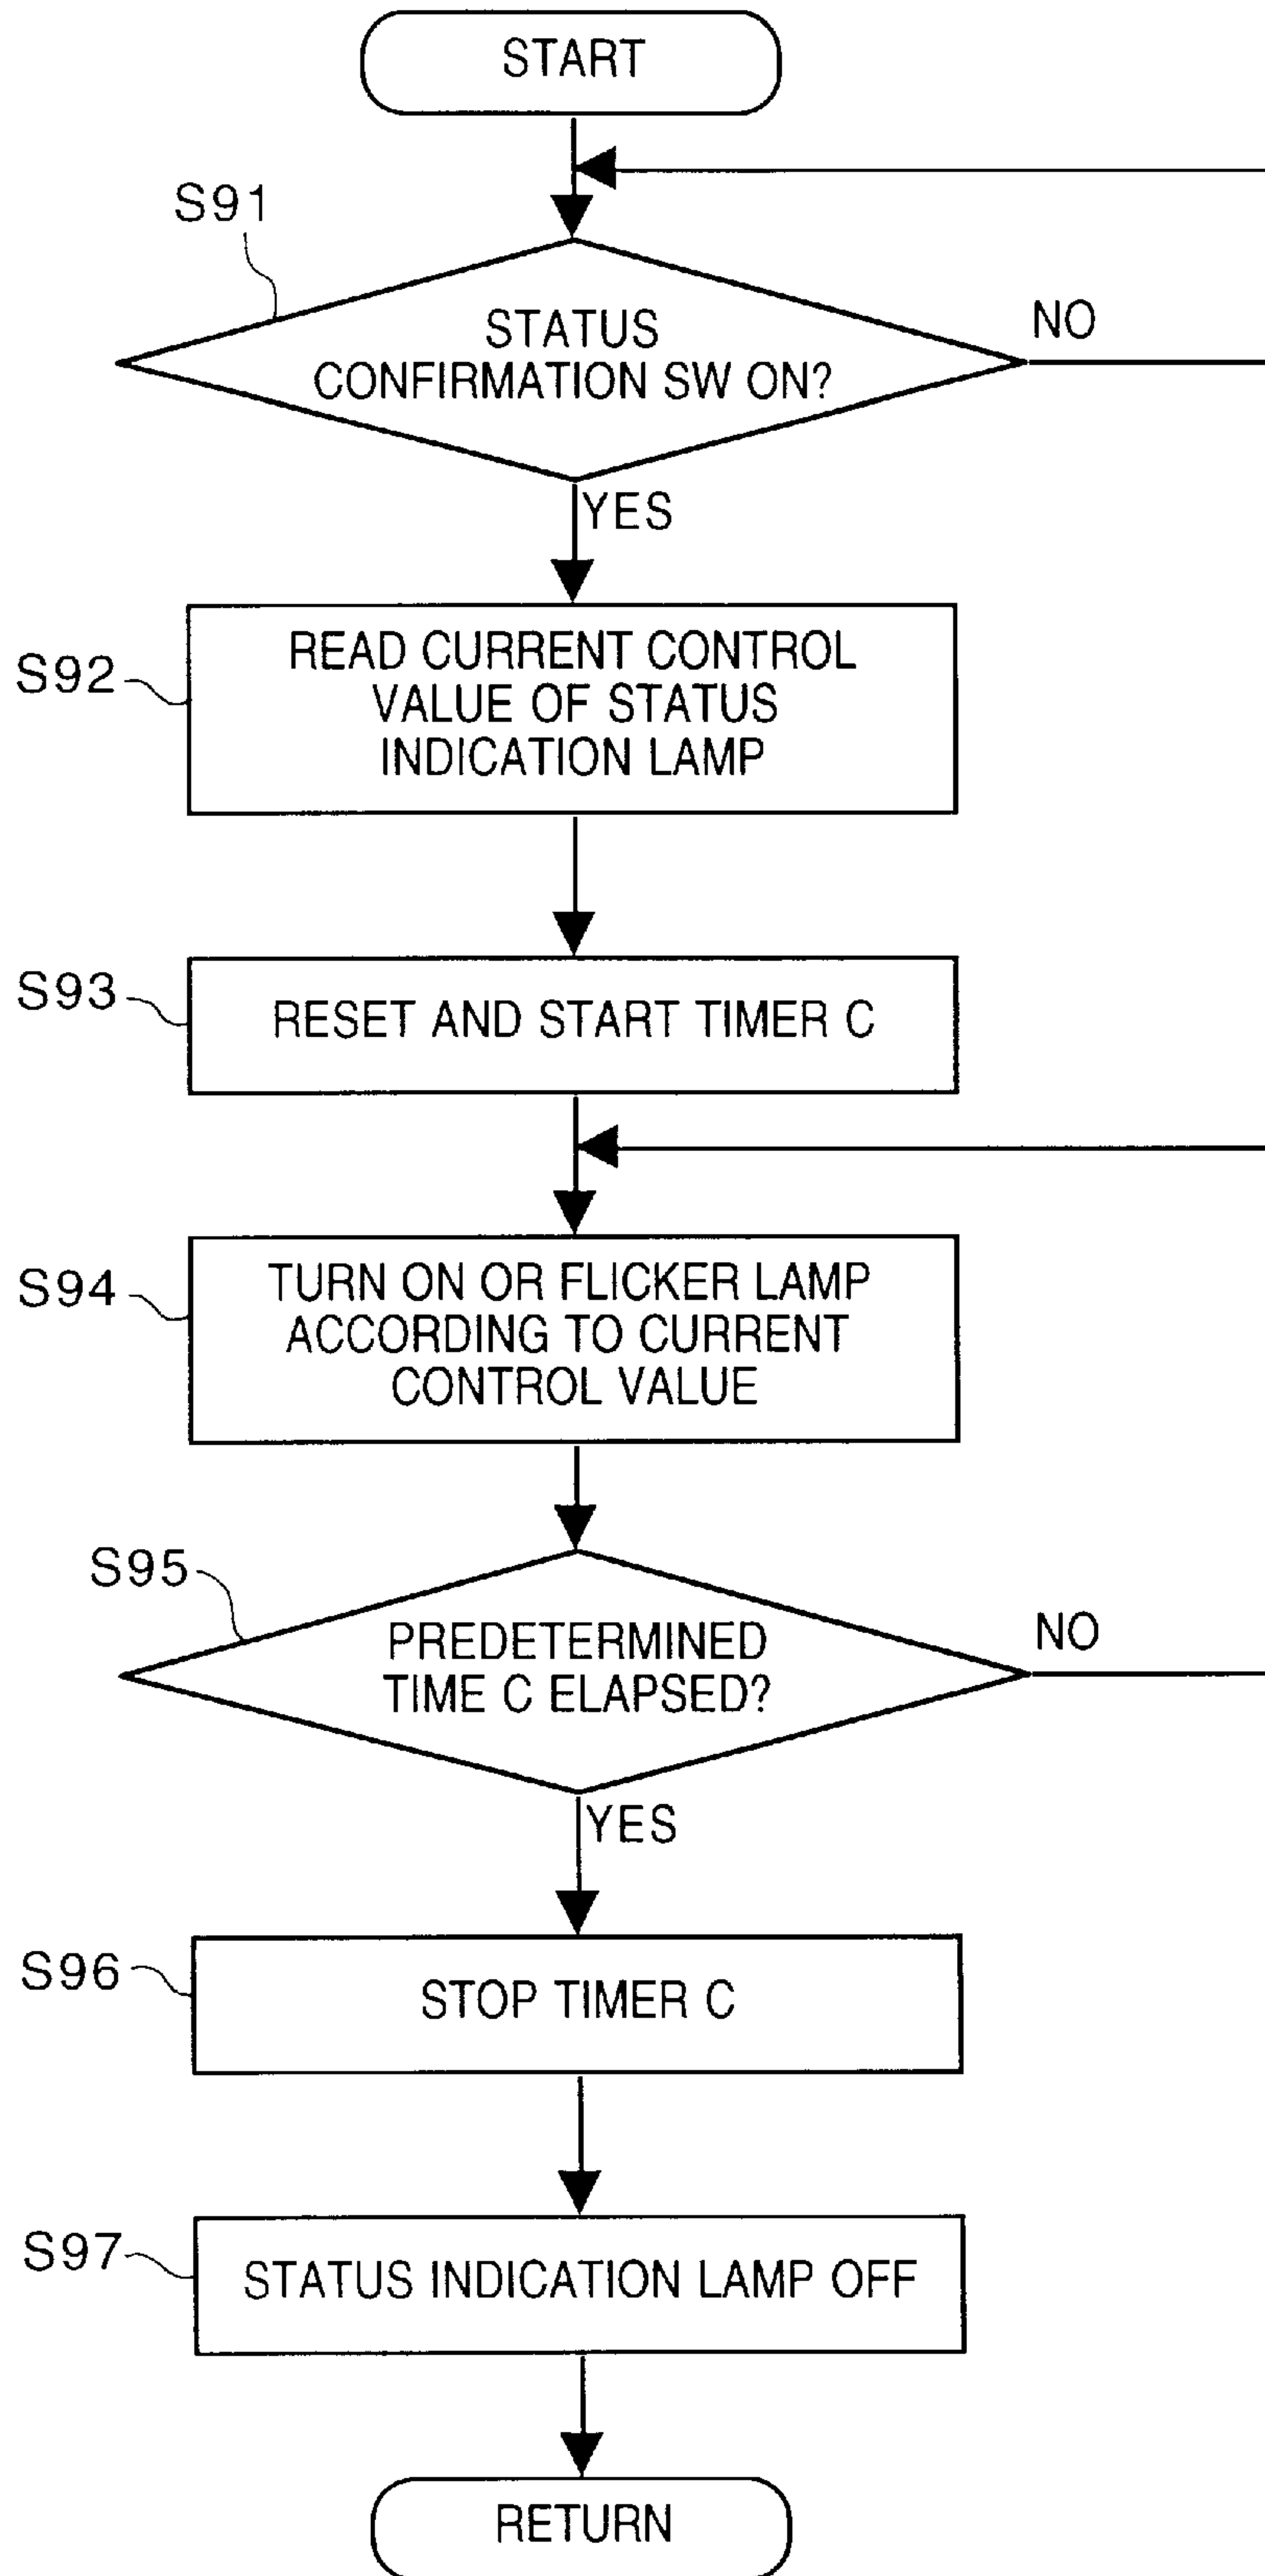 START
S91
STATUS
CONFIRMATION SW ON?
NO
YES
S92
READ CURRENT CONTROL
VALUE OF STATUS
INDICATION LAMP
S93
RESET AND START TIMER C
S94
TURN ON OR FLICKER LAMP
ACCORDING TO CURRENT
CONTROL VALUE
S95
PREDETERMINED
TIME C ELAPSED?
NO
YES
S96
STOP TIMER C
S97
STATUS INDICATION LAMP OFF
RETURN